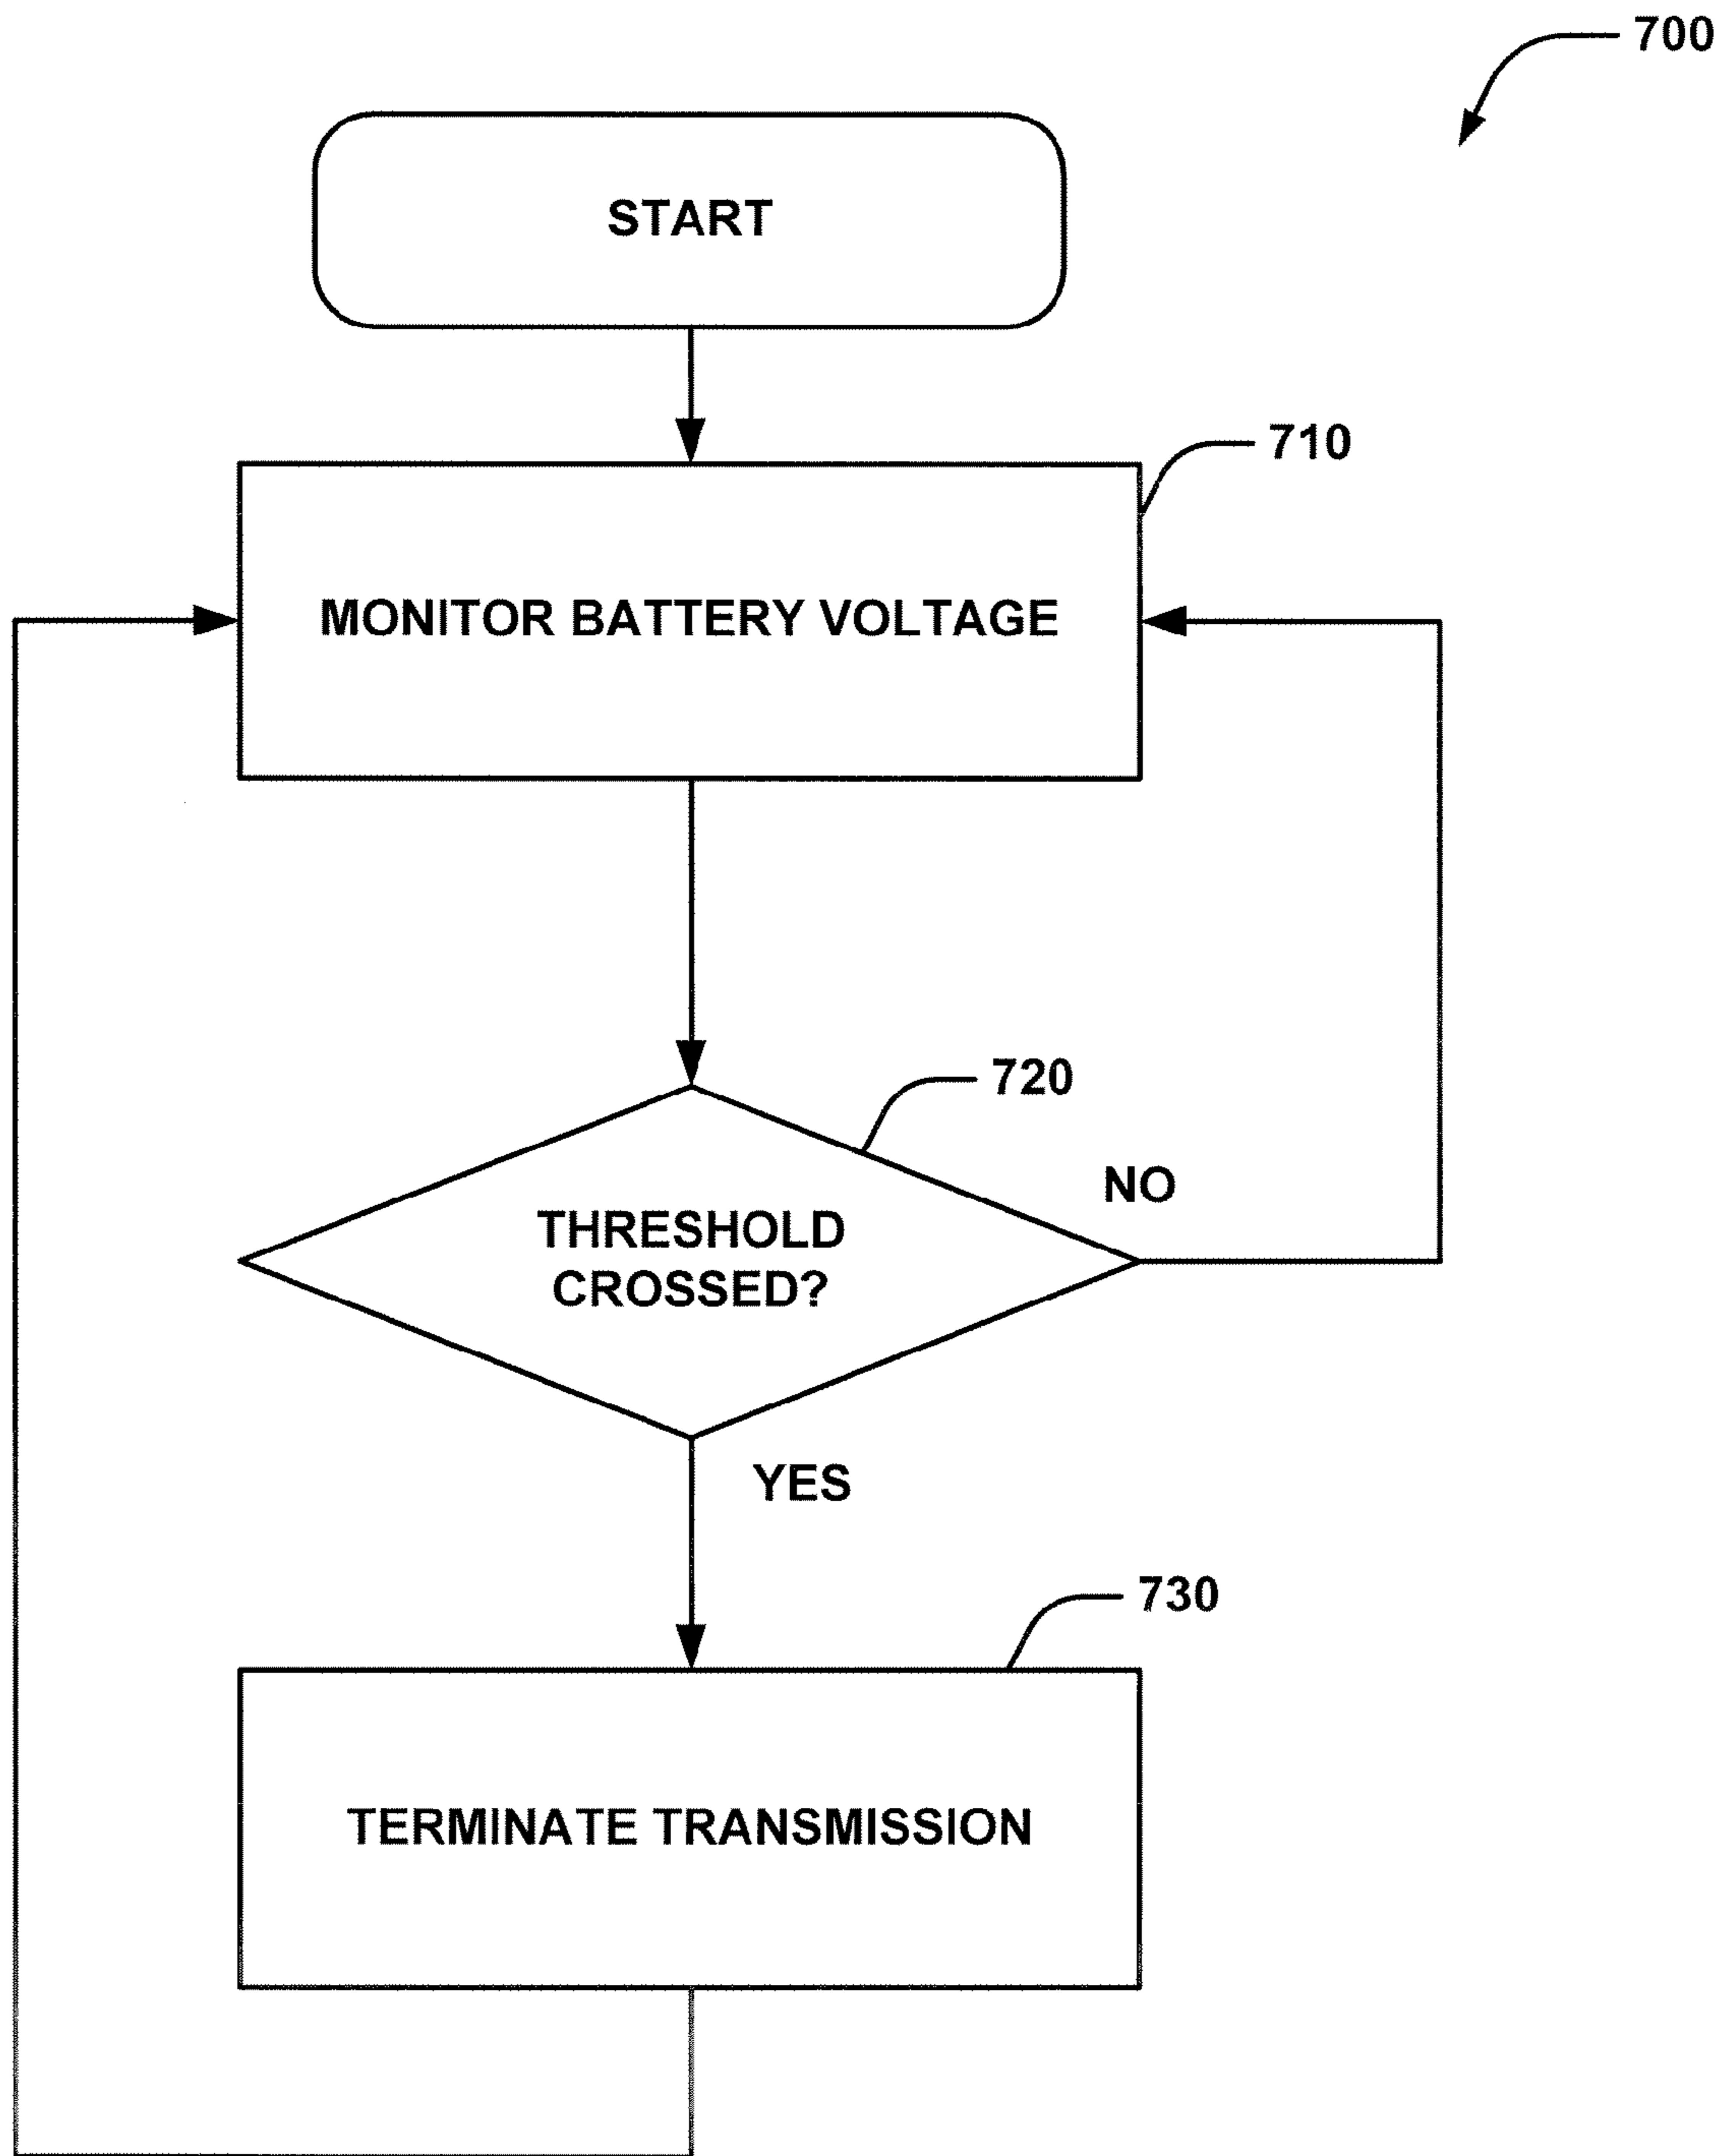 700
START
710
MONITOR BATTERY VOLTAGE
720
NO
THRESHOLD
CROSSED?
YES
730
TERMINATE TRANSMISSION